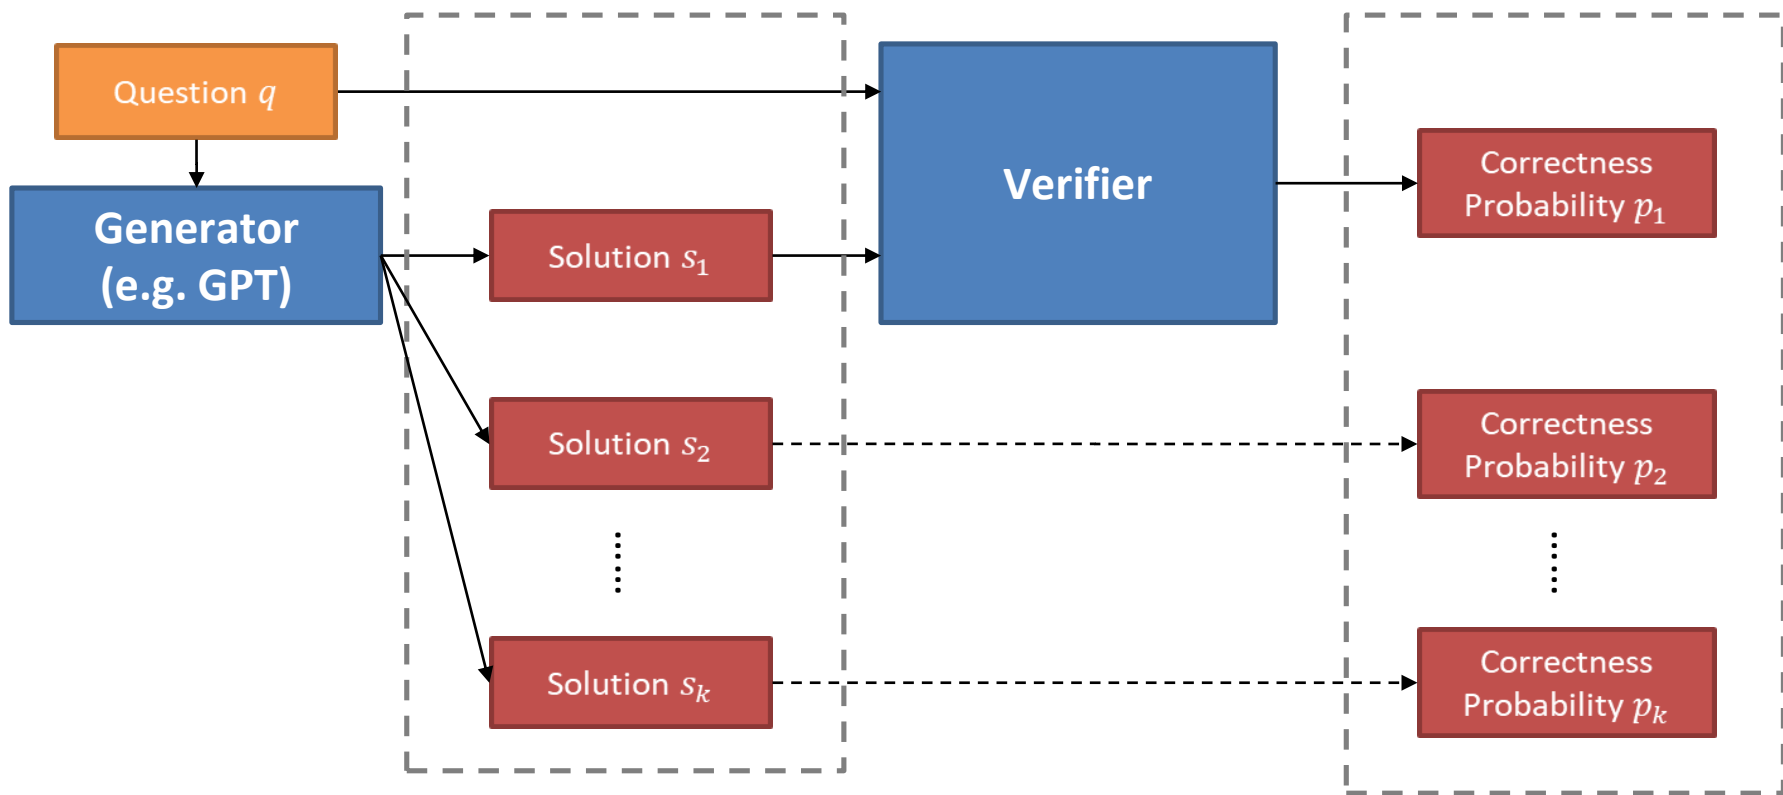 Question q
Generator
(e.g. GPT)
Solution s₁
Solution s₂
Solution sₖ
Verifier
Correctness
Probability p₁
Correctness
Probability p₂
Correctness
Probability pₖ